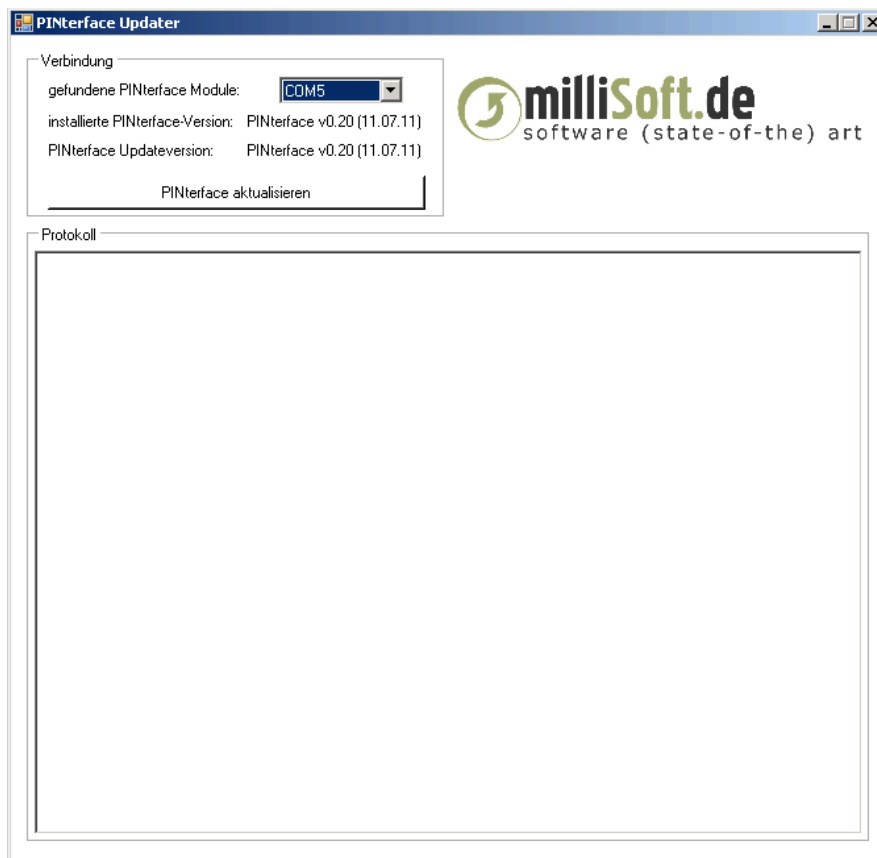 PINterface Updater
Verbindung
gefundene PINterface Module: COM5
installierte PINterface-Version: PINterface v0.20 (11.07.11)
PINterface Updateversion: PINterface v0.20 (11.07.11)
PINterface aktualisieren
milliSoft.de
software (state-of-the) art
Protokoll